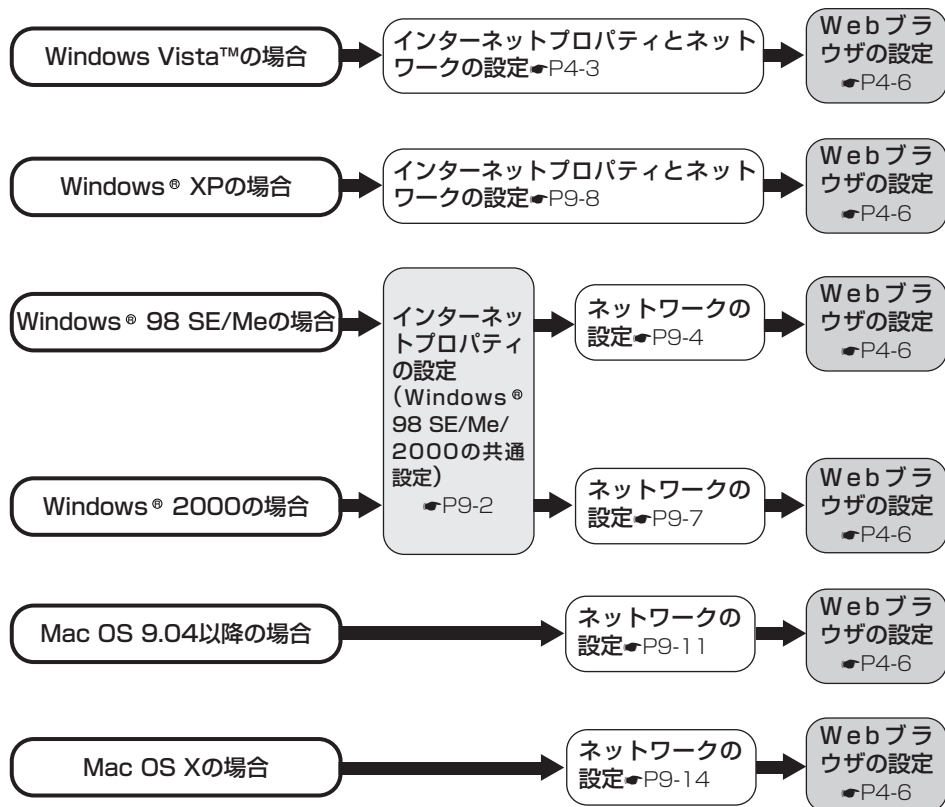 Windows Vista™の場合
インターネットプロパティとネット
ワークの設定☛P4-3
Webブラ
ウザの設定
☛P4-6
Windows® XPの場合
インターネットプロパティとネット
ワークの設定☛P9-8
Webブラ
ウザの設定
☛P4-6
Windows® 98 SE/Meの場合
インターネッ
トプロパティ
の設定
（Windows®
98 SE/Me/
2000の共通
設定）
☛P9-2
ネットワークの
設定☛P9-4
Webブラ
ウザの設定
☛P4-6
Windows® 2000の場合
ネットワークの
設定☛P9-7
Webブラ
ウザの設定
☛P4-6
Mac OS 9.04以降の場合
ネットワークの
設定☛P9-11
Webブラ
ウザの設定
☛P4-6
Mac OS Xの場合
ネットワークの
設定☛P9-14
Webブラ
ウザの設定
☛P4-6